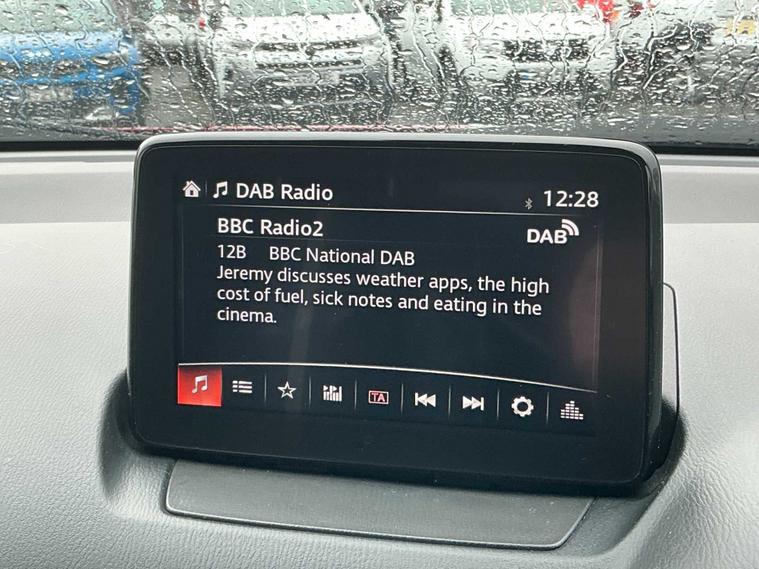 DAB Radio 12:28
BBC Radio2 DAB
12B BBC National DAB
Jeremy discusses weather apps, the high
cost of fuel, sick notes and eating in the
cinema.
TA